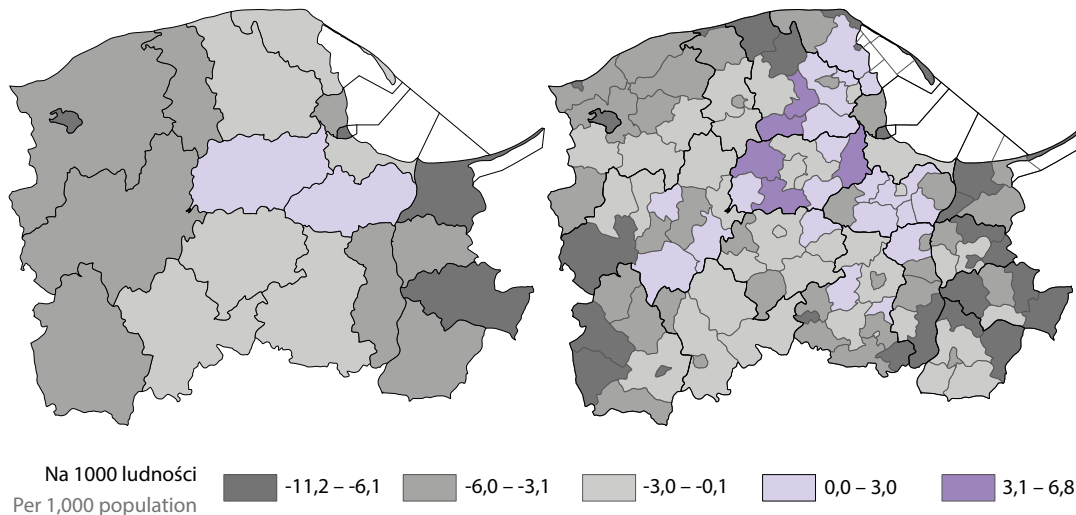 Na 1000 ludności
Per 1,000 population
-11,2 – -6,1
-6,0 – -3,1
-3,0 – -0,1
0,0 – 3,0
3,1 – 6,8